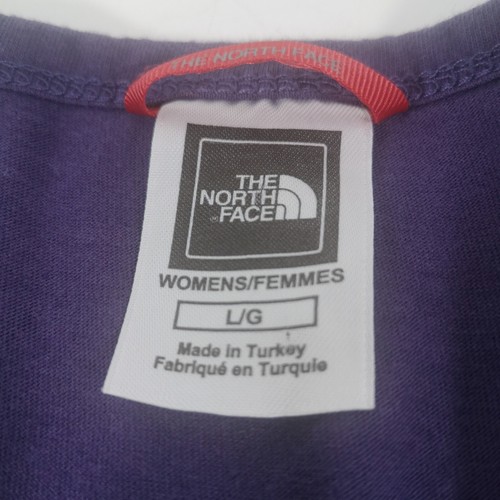 THE NORTH FACE
THE
NORTH
FACE
WOMENS/FEMMES
L/G
Made in Turkey
Fabriqué en Turquie